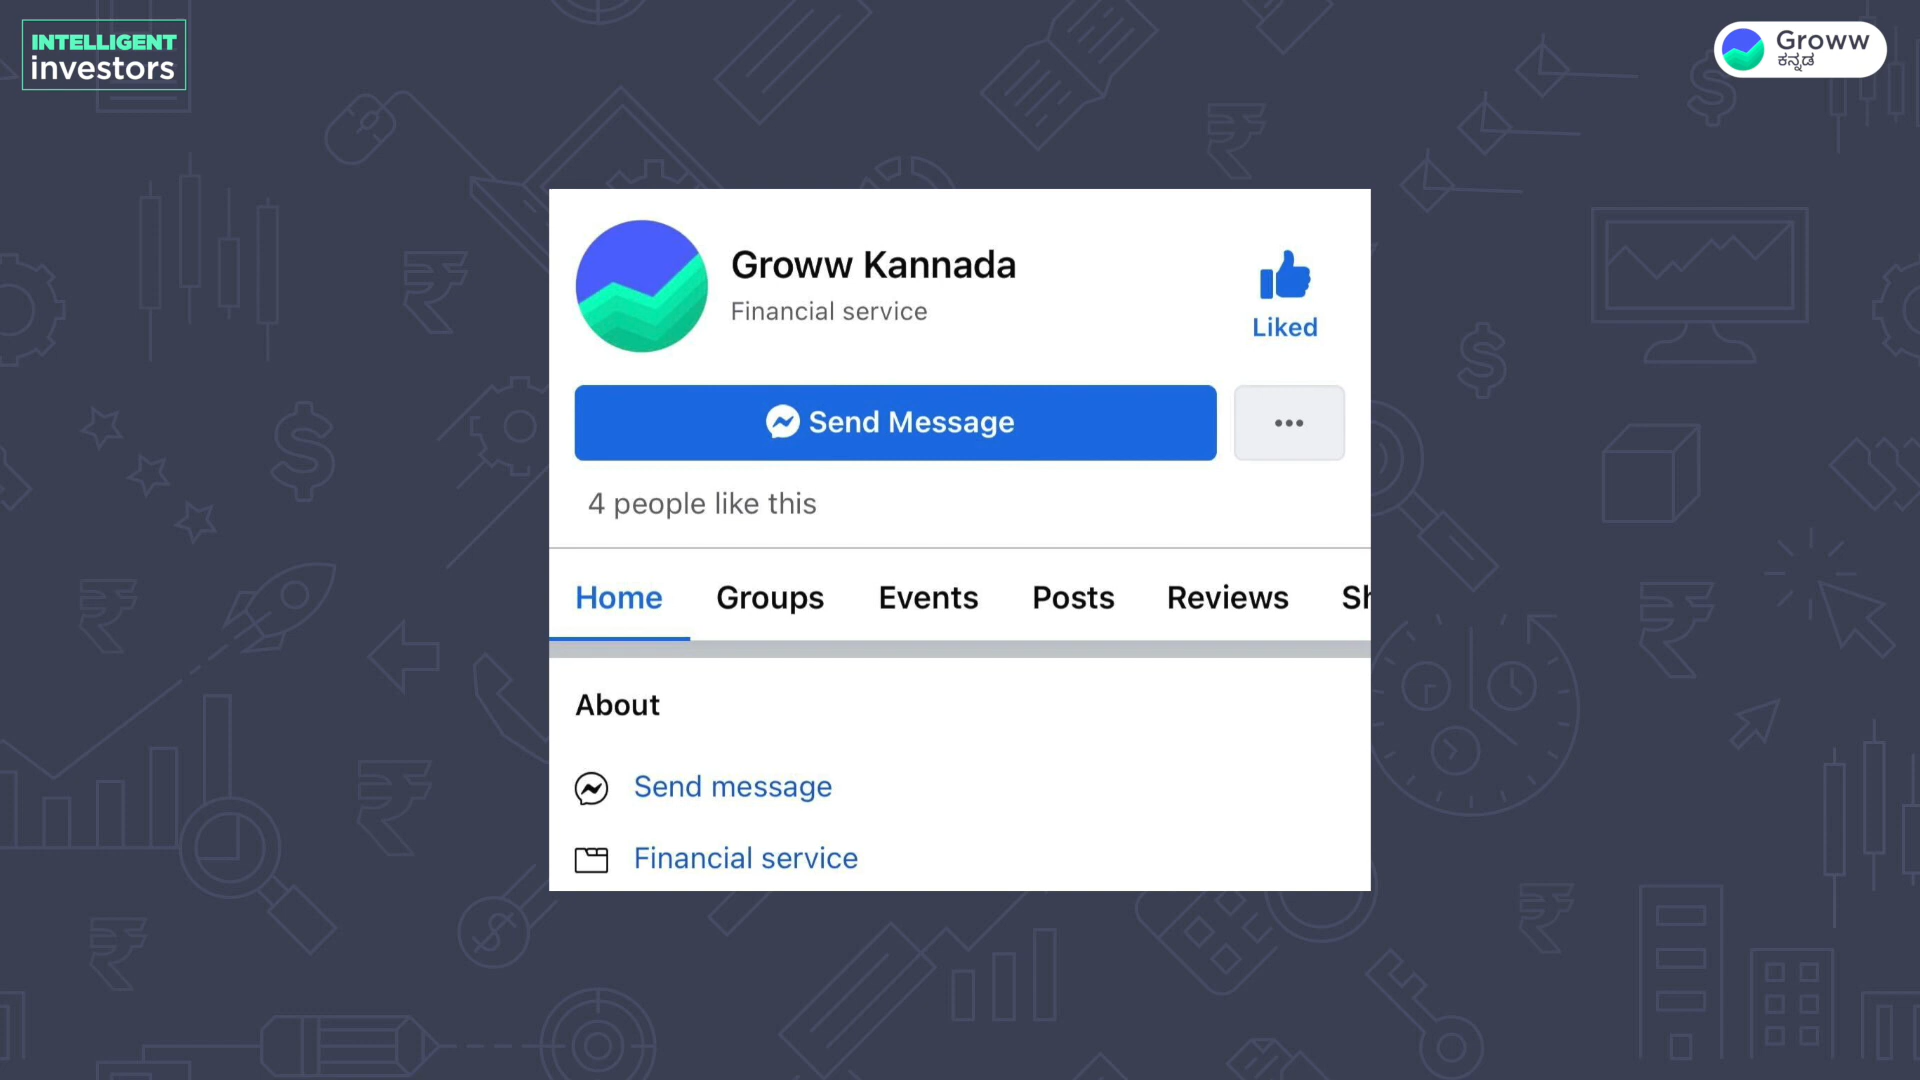 INTELLIGENT
investors
Groww
ಕನ್ನಡ
Groww Kannada
Financial service
Liked
Send Message
4 people like this
Home Groups Events Posts Reviews Sh
About
Send message
Financial service